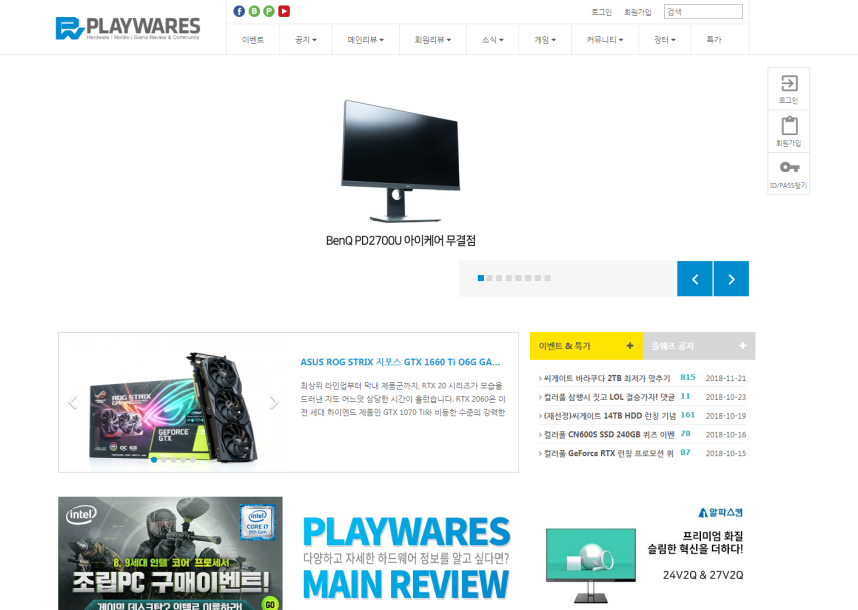 PLAYWARES
Hardware / Mobile / Game Review & Community
로그인 회원가입 검색
이벤트 공지 메인리뷰 회원리뷰 소식 게임 커뮤니티 장터 특가
로그인
회원가입
ID/PASS찾기
BenQ PD2700U 아이케어 무결점
ASUS ROG STRIX 지포스 GTX 1660 Ti O6G GA...
최상위 라인업부터 막내 제품군까지, RTX 20 시리즈가 모습을
드러낸 지도 어느덧 상당한 시간이 흘렀습니다. RTX 2060은 이
전 세대 하이엔드 제품인 GTX 1070 Ti와 비등한 수준의 강력한
ROG STRIX
GEFORCE
GTX
이벤트 & 특가 +
플웨즈 공지 +
씨게이트 바라쿠다 2TB 최저가 맞추기 815 2018-11-21
컬러풀 삼행시 짓고 LOL 결승가자! 댓글 11 2018-10-23
(재선정)씨게이트 14TB HDD 런칭 기념 161 2018-10-19
컬러풀 CN600S SSD 240GB 퀴즈 이벤 78 2018-10-16
컬러풀 GeForce RTX 런칭 프로모션 퀴 87 2018-10-15
intel
intel
CORE i7
9th Gen
8, 9세대 인텔 코어 프로세서
조립PC 구매이벤트!
게이밍 데스크탑? 인텔로 이륙하라!
GO
PLAYWARES
다양하고 자세한 하드웨어 정보를 알고 싶다면?
MAIN REVIEW
알파스캔
프리미엄 화질
슬림한 혁신을 더하다!
24V2Q & 27V2Q